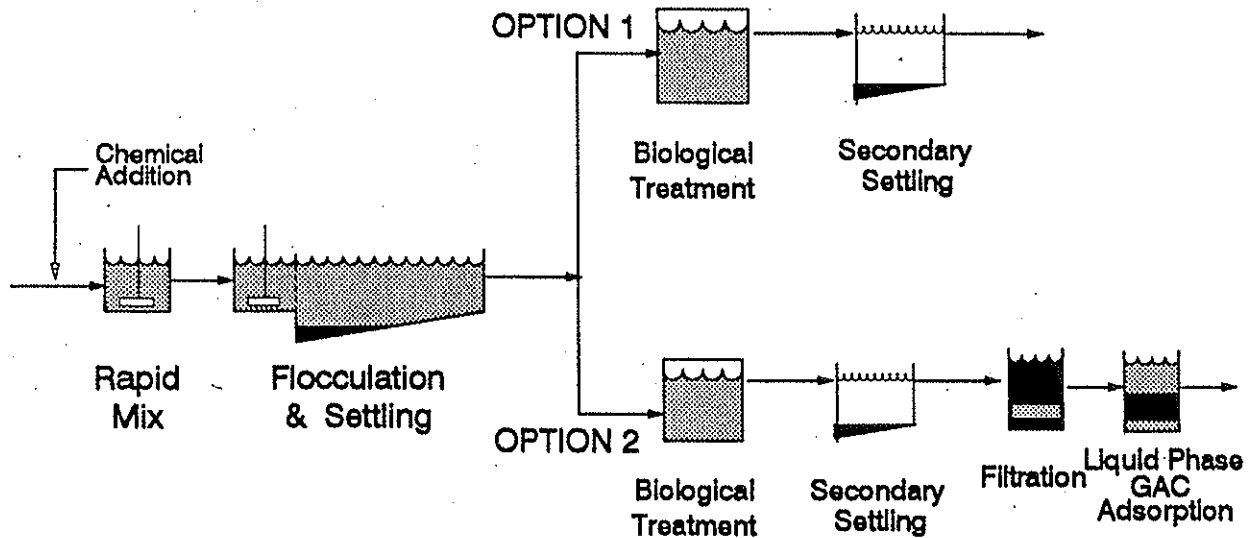 OPTION 1
Biological
Treatment
Secondary
Settling
Chemical
Addition
Rapid
Mix
Flocculation
& Settling
OPTION 2
Biological
Treatment
Secondary
Settling
Filtration
Liquid Phase
GAC
Adsorption